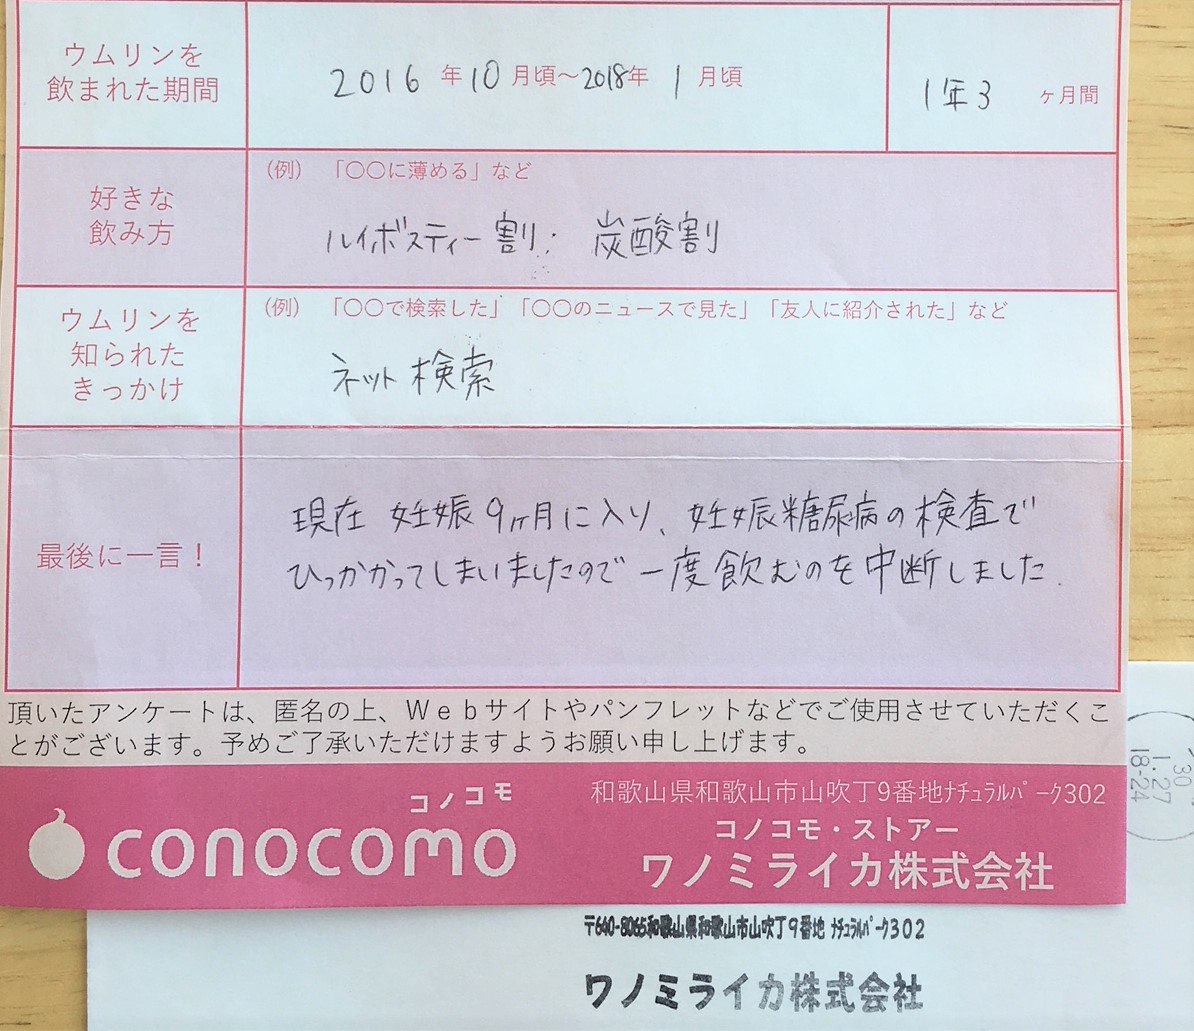 ウムリンを
飲まれた期間
2016 年 10 月頃～2018年 1 月頃
1年3 ヶ月間
好きな
飲み方
（例） 「〇〇に薄める」など
ルイボスティー割． 炭酸割
ウムリンを
知られた
きっかけ
（例） 「〇〇で検索した」「〇〇のニュースで見た」「友人に紹介された」など
ネット検索
最後に一言！
現在 妊娠9ヶ月に入り、妊娠糖尿病の検査で
ひっかかってしまいましたので一度飲むのを中断しました．
頂いたアンケートは、匿名の上、Ｗｅｂサイトやパンフレットなどでご使用させていただくこ
とがございます。予めご了承いただけますようお願い申し上げます。
コノコモ
conocomo
和歌山県和歌山市山吹丁9番地ﾅﾁｭﾗﾙﾊﾟｰｸ302
コノコモ・ストアー
ワノミライカ株式会社
30
1.27
18-24
〒640-8065和歌山県和歌山市山吹丁9番地 ﾅﾁｭﾗﾙﾊﾟｰｸ302
ワノミライカ株式会社